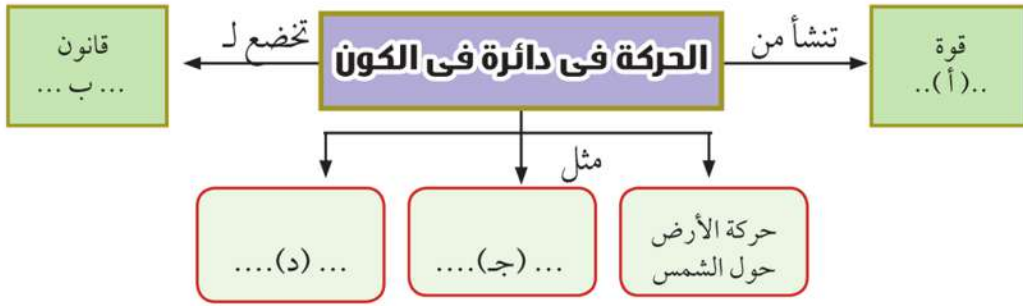 الحركة فى دائرة فى الكون
تنشأ من
قوة
..(أ)..
تخضع لـ
قانون
... ب ...
مثل
حركة الأرض
حول الشمس
... (جـ)....
... (د)....